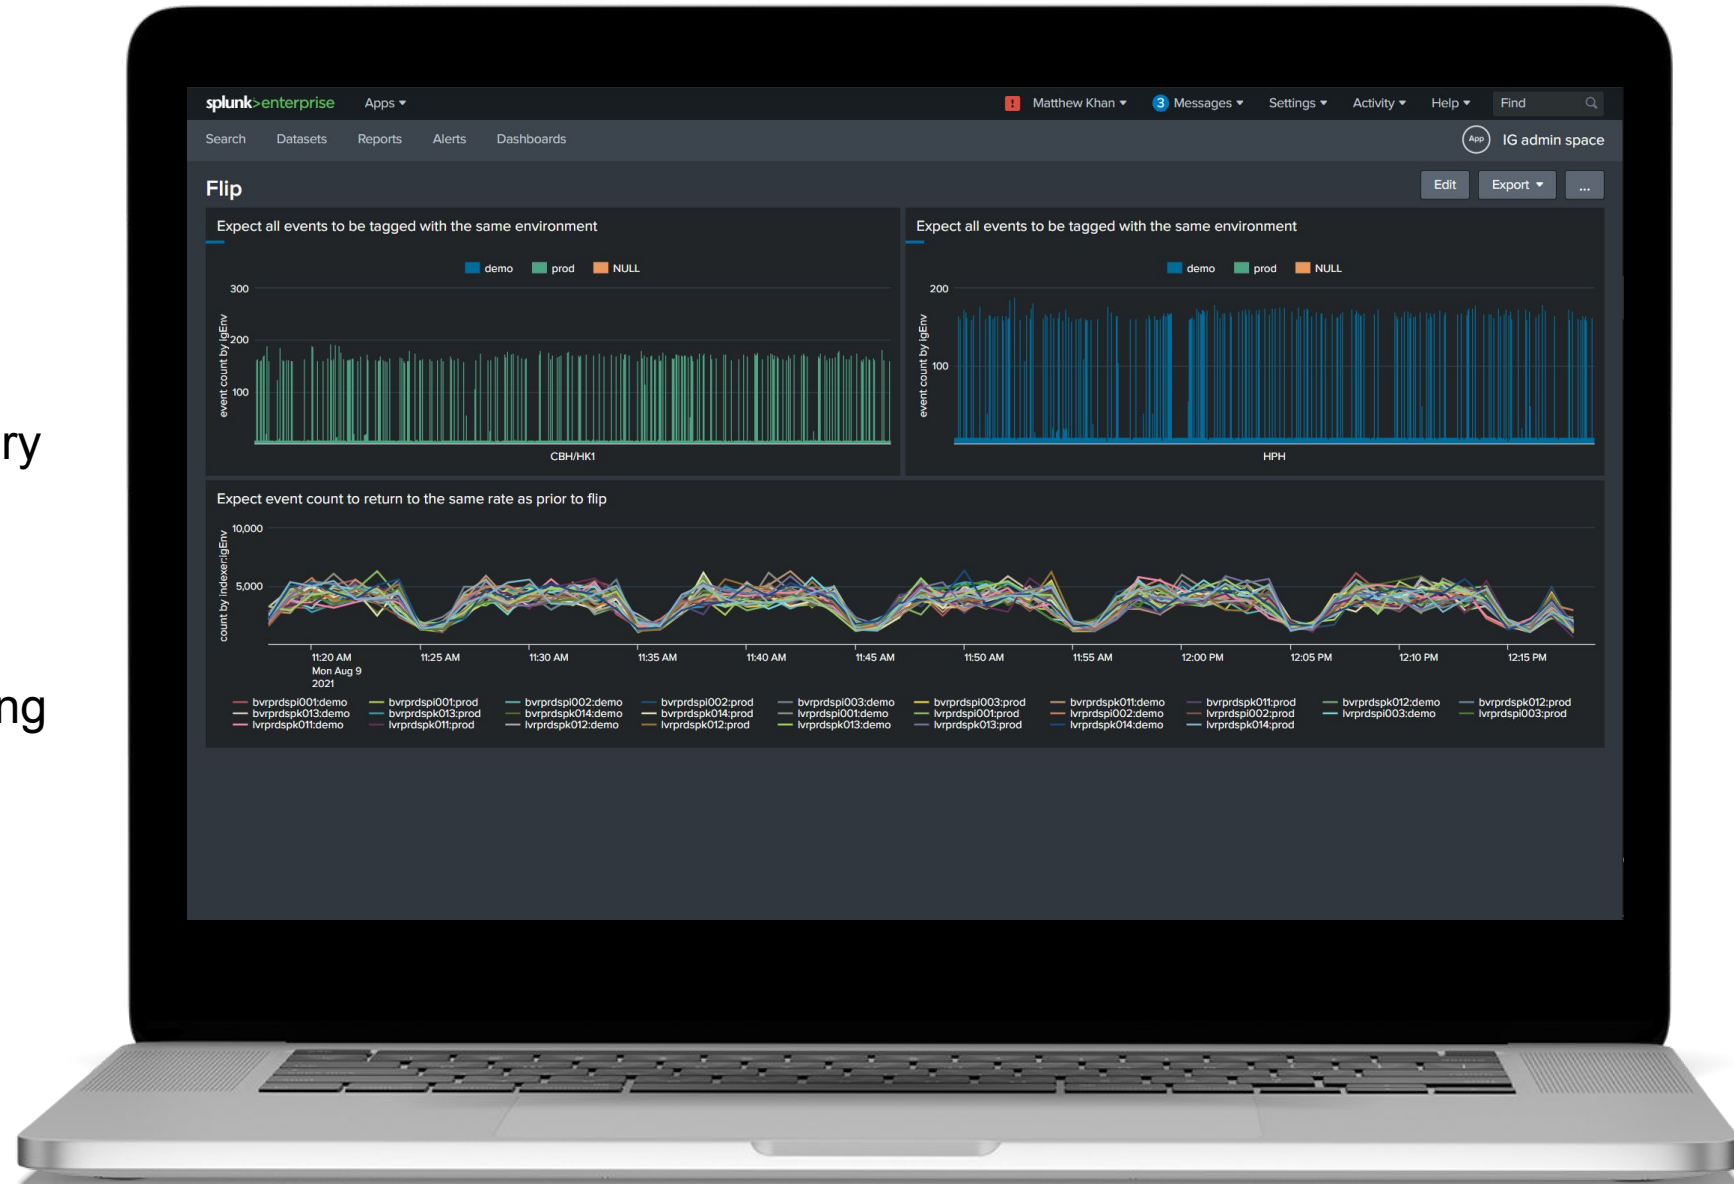 splunk>enterprise Apps Matthew Khan 3 Messages Settings Activity Help Find
Search Datasets Reports Alerts Dashboards App IG admin space
Flip Edit Export ...
Expect all events to be tagged with the same environment
demo prod NULL
300
200
100
event count by igEnv
CBH/HK1
Expect all events to be tagged with the same environment
demo prod NULL
200
100
event count by igEnv
HPH
ry
ng
Expect event count to return to the same rate as prior to flip
10,000
5,000
count by indexer:igEnv
11:20 AM 11:25 AM 11:30 AM 11:35 AM 11:40 AM 11:45 AM 11:50 AM 11:55 AM 12:00 PM 12:05 PM 12:10 PM 12:15 PM
Mon Aug 9
2021
bvrprdspi001:demo bvrprdspi001:prod bvrprdspi002:demo bvrprdspi002:prod bvrprdspi003:demo bvrprdspi003:prod bvrprdspk011:demo bvrprdspk011:prod bvrprdspk012:demo bvrprdspk012:prod
bvrprdspk013:demo bvrprdspk013:prod bvrprdspk014:demo bvrprdspk014:prod lvrprdspi001:demo lvrprdspi001:prod lvrprdspi002:demo lvrprdspi002:prod lvrprdspi003:demo lvrprdspi003:prod
lvrprdspk011:demo lvrprdspk011:prod lvrprdspk012:demo lvrprdspk012:prod lvrprdspk013:demo lvrprdspk013:prod lvrprdspk014:demo lvrprdspk014:prod